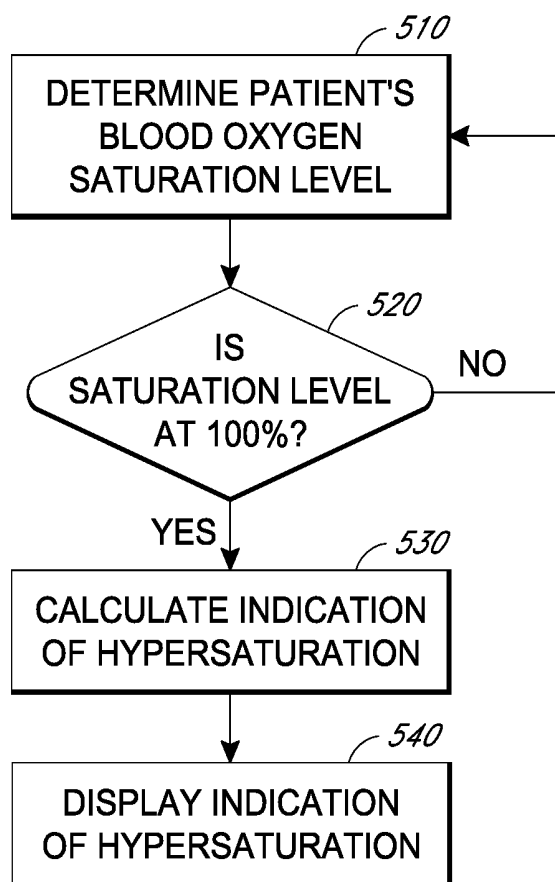 510
DETERMINE PATIENT'S
BLOOD OXYGEN
SATURATION LEVEL
520
IS
SATURATION LEVEL
AT 100%?
NO
YES
530
CALCULATE INDICATION
OF HYPERSATURATION
540
DISPLAY INDICATION
OF HYPERSATURATION